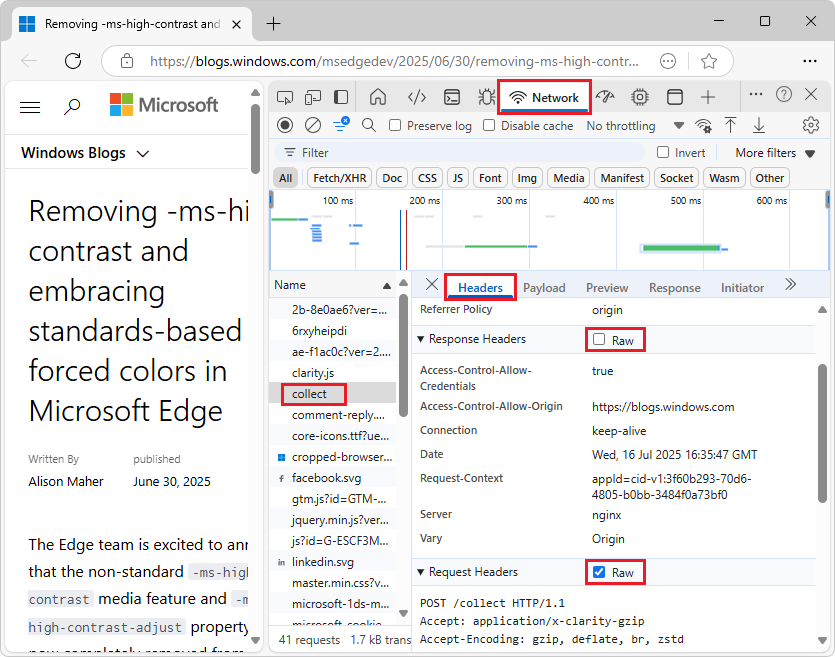 Removing -ms-high-contrast and
https://blogs.windows.com/msedgedev/2025/06/30/removing-ms-high-contr...
Microsoft
Windows Blogs
Removing -ms-hi
contrast and
embracing
standards-based
forced colors in
Microsoft Edge
Written By
published
Alison Maher
June 30, 2025
The Edge team is excited to ann
that the non-standard -ms-high
contrast media feature and -m
high-contrast-adjust property
now completely removed from
Network
Preserve log
Disable cache
No throttling
Filter
Invert
More filters
All
Fetch/XHR
Doc
CSS
JS
Font
Img
Media
Manifest
Socket
Wasm
Other
100 ms
200 ms
300 ms
400 ms
500 ms
600 ms
Name
2b-8e0ae6?ver=...
6rxyheipdi
ae-f1ac0c?ver=2....
clarity.js
collect
comment-reply....
core-icons.ttf?ue...
cropped-browser...
facebook.svg
gtm.js?id=GTM-...
jquery.min.js?ver...
js?id=G-ESCF3M...
linkedin.svg
master.min.css?v...
microsoft-1ds-m...
microsoft-cookie
41 requests
1.7 kB trans
Headers
Payload
Preview
Response
Initiator
Referrer Policy
origin
Response Headers
Raw
Access-Control-Allow-
Credentials
true
Access-Control-Allow-Origin
https://blogs.windows.com
Connection
keep-alive
Date
Wed, 16 Jul 2025 16:35:47 GMT
Request-Context
appId=cid-v1:3f60b293-70d6-
4805-b0bb-3484f0a73bf0
Server
nginx
Vary
Origin
Request Headers
Raw
POST /collect HTTP/1.1
Accept: application/x-clarity-gzip
Accept-Encoding: gzip, deflate, br, zstd